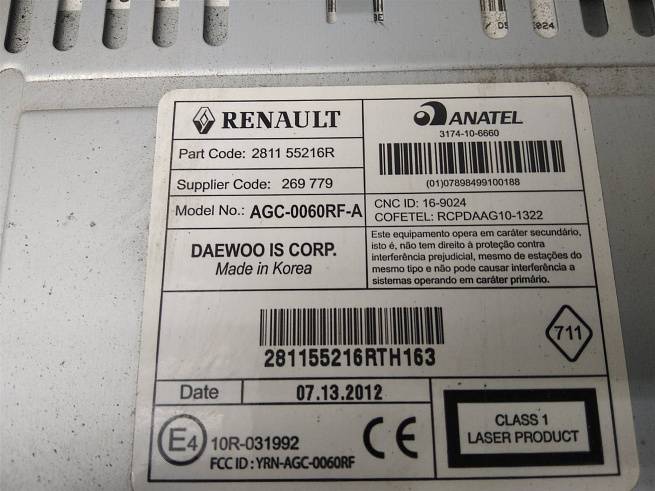 DS
024
RENAULT
Part Code: 2811 55216R
Supplier Code: 269 779
Model No.: AGC-0060RF-A
DAEWOO IS CORP.
Made in Korea
ANATEL
3174-10-6660
(01)07898499100188
CNC ID: 16-9024
COFETEL: RCPDAAG10-1322
Este equipamento opera em caráter secundário,
isto é, não tem direito à proteção contra
interferência prejudicial, mesmo de estações do
mesmo tipo e não pode causar interferência a
sistemas operando em caráter primário.
281155216RTH163
711
Date 07.13.2012
E4 10R-031992
FCC ID : YRN-AGC-0060RF
CE
CLASS 1
LASER PRODUCT